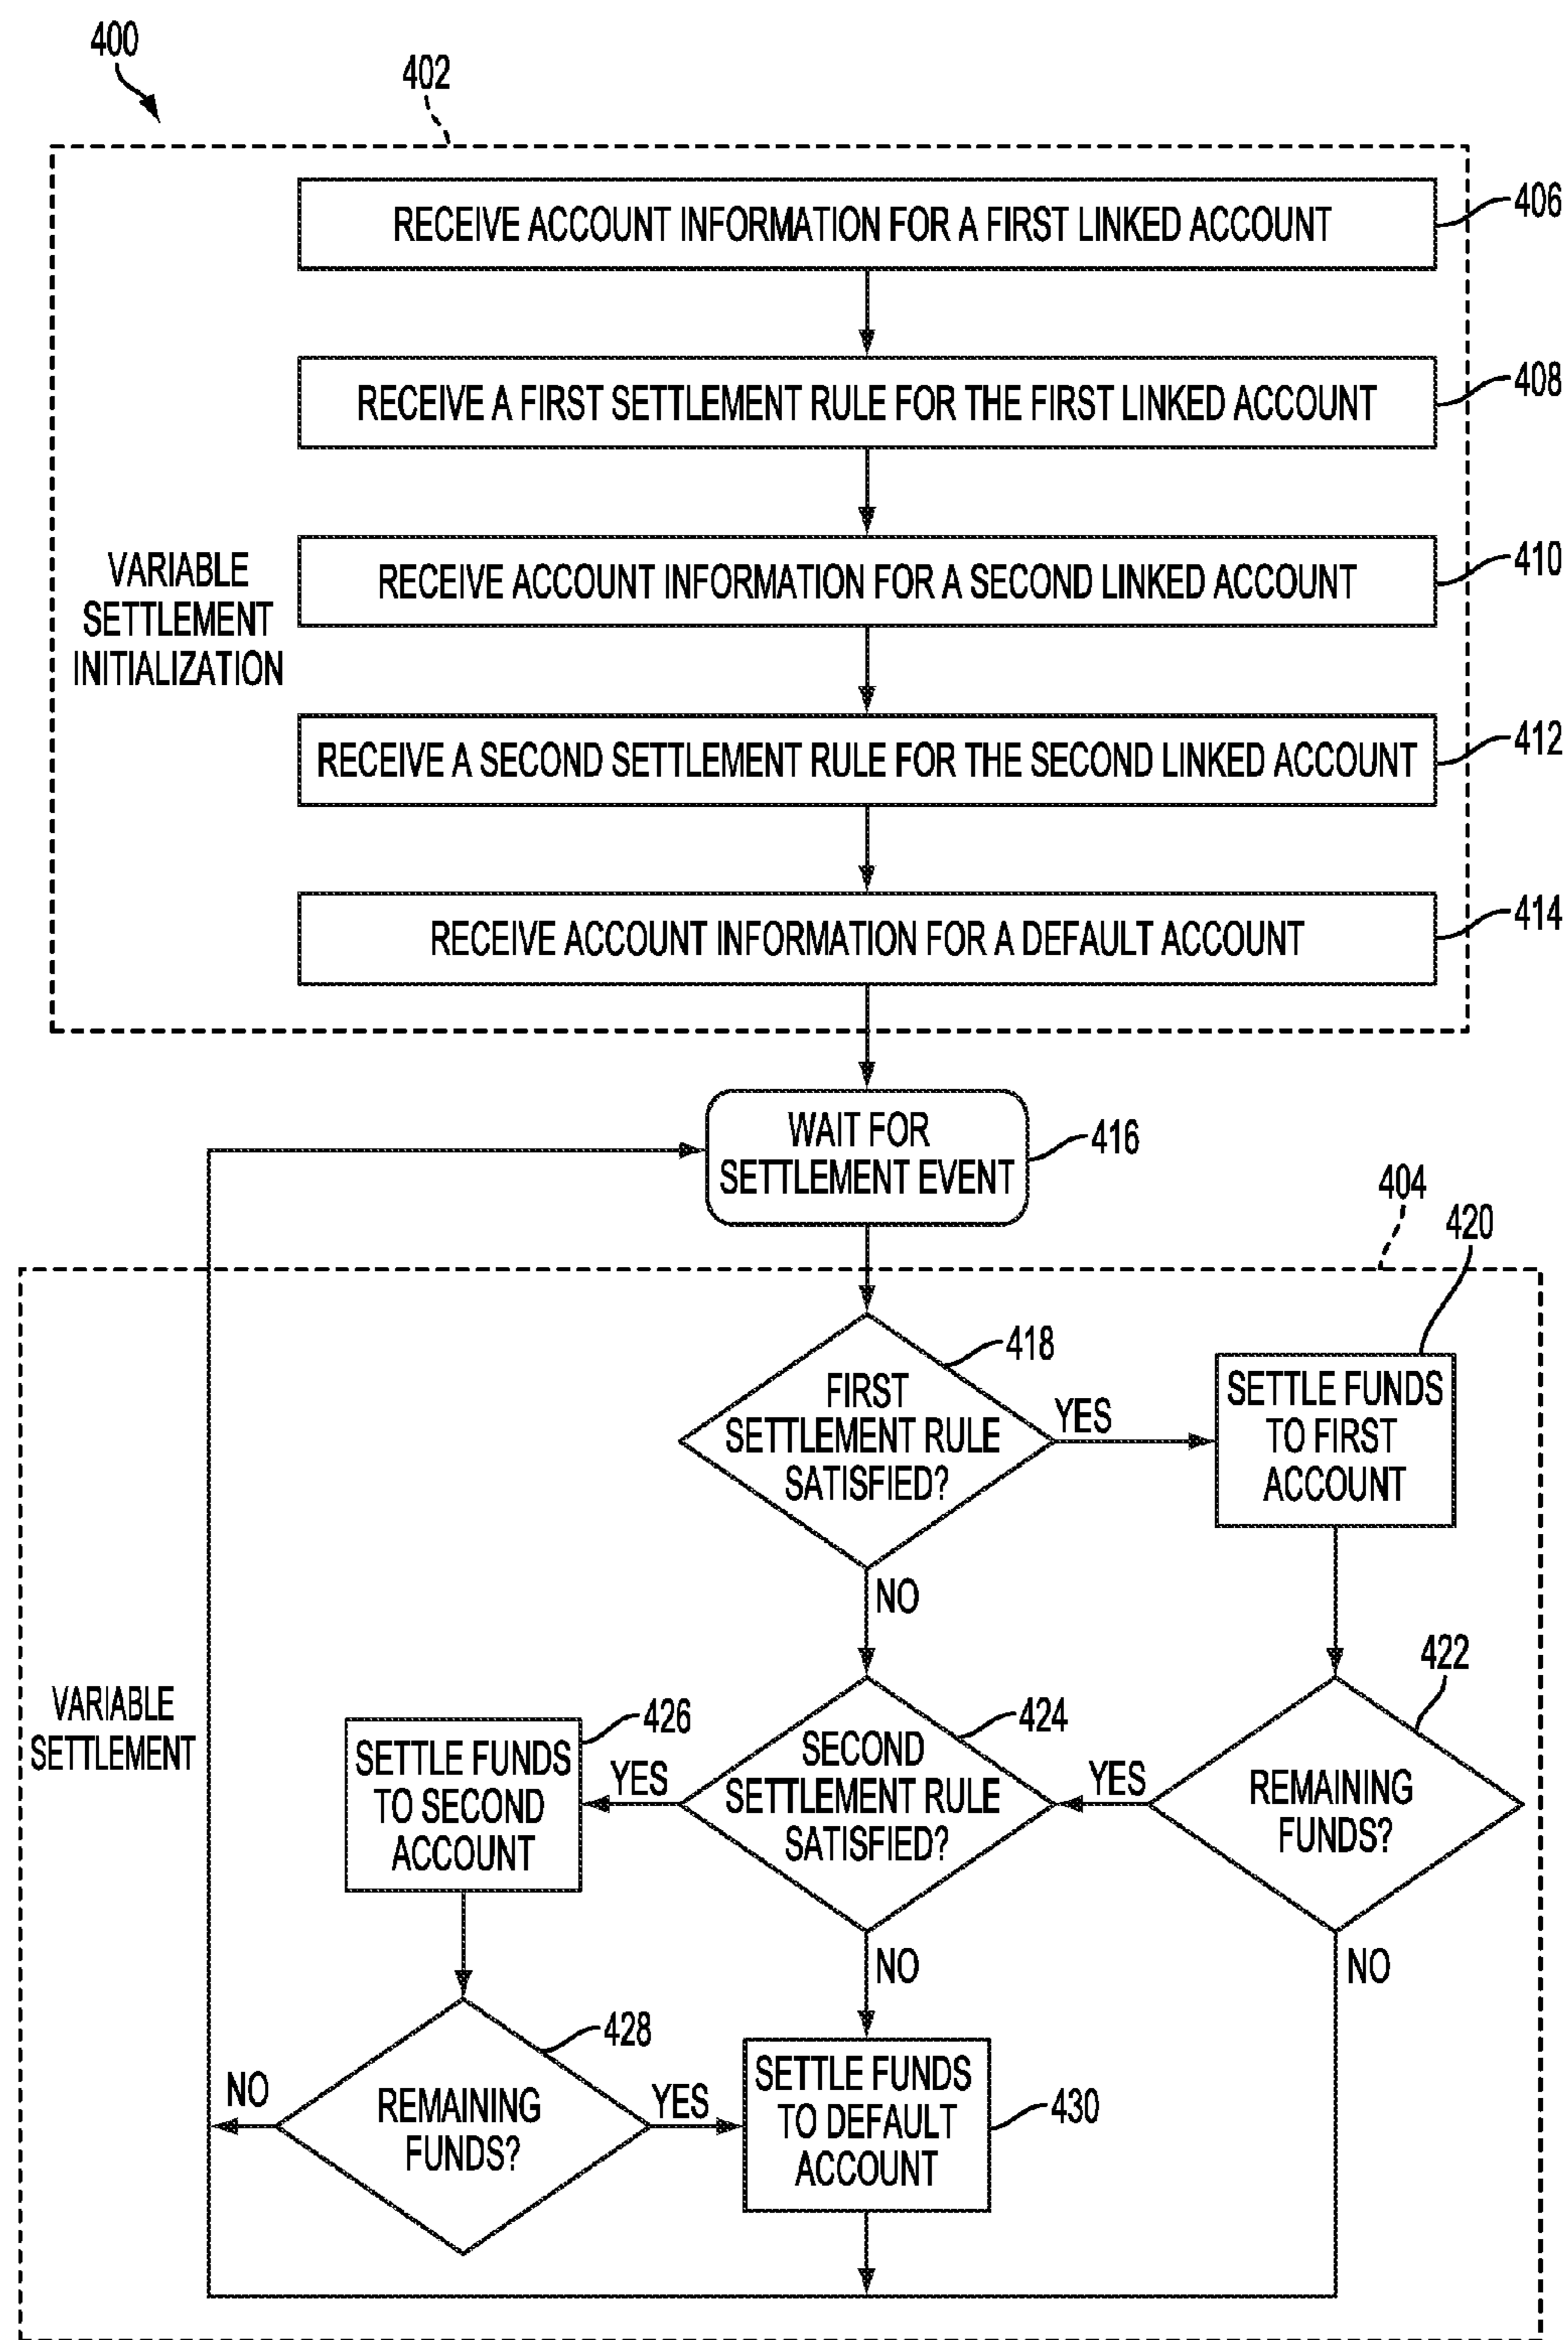 400
402
RECEIVE ACCOUNT INFORMATION FOR A FIRST LINKED ACCOUNT
406
RECEIVE A FIRST SETTLEMENT RULE FOR THE FIRST LINKED ACCOUNT
408
VARIABLE
SETTLEMENT
INITIALIZATION
RECEIVE ACCOUNT INFORMATION FOR A SECOND LINKED ACCOUNT
410
RECEIVE A SECOND SETTLEMENT RULE FOR THE SECOND LINKED ACCOUNT
412
RECEIVE ACCOUNT INFORMATION FOR A DEFAULT ACCOUNT
414
WAIT FOR
SETTLEMENT EVENT
416
404
420
418
FIRST
SETTLEMENT RULE
SATISFIED?
YES
SETTLE FUNDS
TO FIRST
ACCOUNT
NO
422
VARIABLE
SETTLEMENT
426
SETTLE FUNDS
TO SECOND
ACCOUNT
YES
424
SECOND
SETTLEMENT RULE
SATISFIED?
YES
REMAINING
FUNDS?
NO
NO
428
NO
REMAINING
FUNDS?
YES
SETTLE FUNDS
TO DEFAULT
ACCOUNT
430